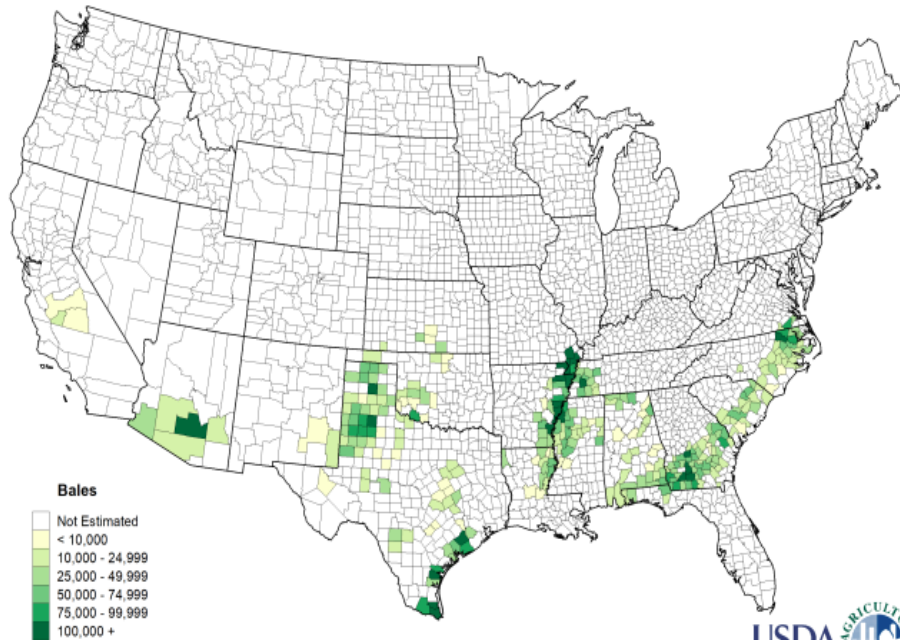 Bales
Not Estimated
< 10,000
10,000 - 24,999
25,000 - 49,999
50,000 - 74,999
75,000 - 99,999
100,000 +
USDA